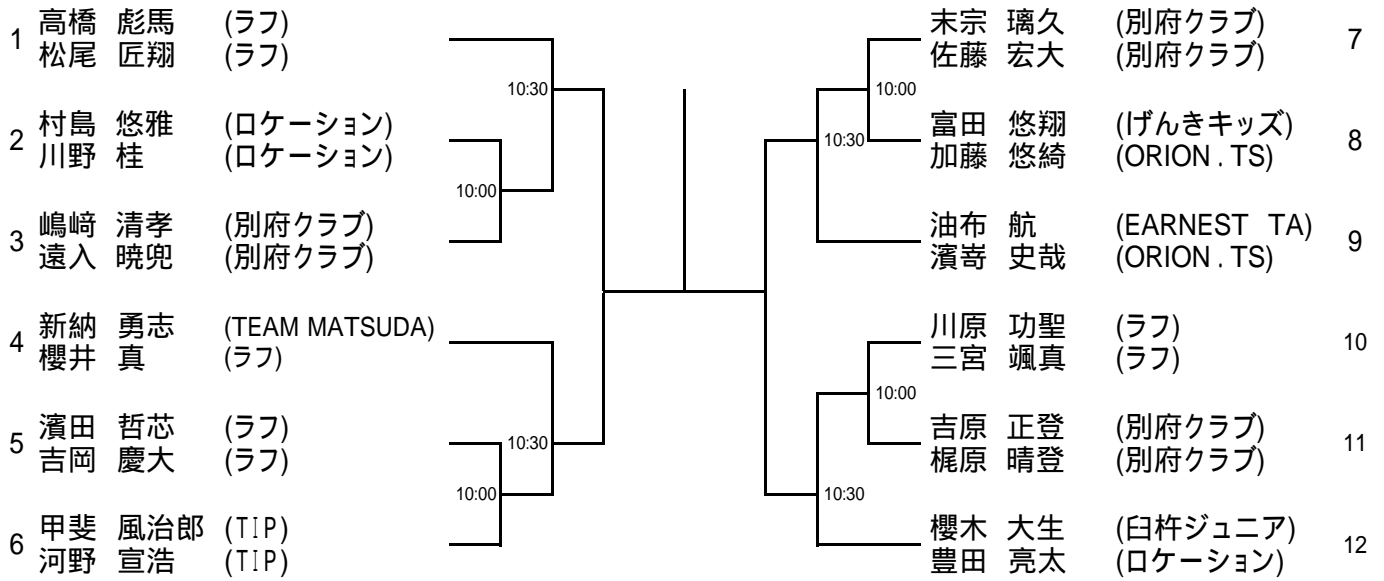 1 高橋 彪馬 (ラフ)
松尾 匠翔 (ラフ)
10:30
2 村島 悠雅 (ロケーション)
川野 桂 (ロケーション)
10:00
3 嶋﨑 清孝 (別府クラブ)
遠入 暁兜 (別府クラブ)
4 新納 勇志 (TEAM MATSUDA)
櫻井 真 (ラフ)
5 濱田 哲芯 (ラフ)
吉岡 慶大 (ラフ)
10:30
10:00
6 甲斐 風治郎 (TIP)
河野 宣浩 (TIP)
末宗 璃久 (別府クラブ) 7
佐藤 宏大 (別府クラブ)
10:00
富田 悠翔 (げんきキッズ) 8
加藤 悠綺 (ORION.TS)
10:30
油布 航 (EARNEST TA) 9
濱嵜 史哉 (ORION.TS)
川原 功聖 (ラフ) 10
三宮 颯真 (ラフ)
10:00
吉原 正登 (別府クラブ) 11
梶原 晴登 (別府クラブ)
10:30
櫻木 大生 (臼杵ジュニア) 12
豊田 亮太 (ロケーション)